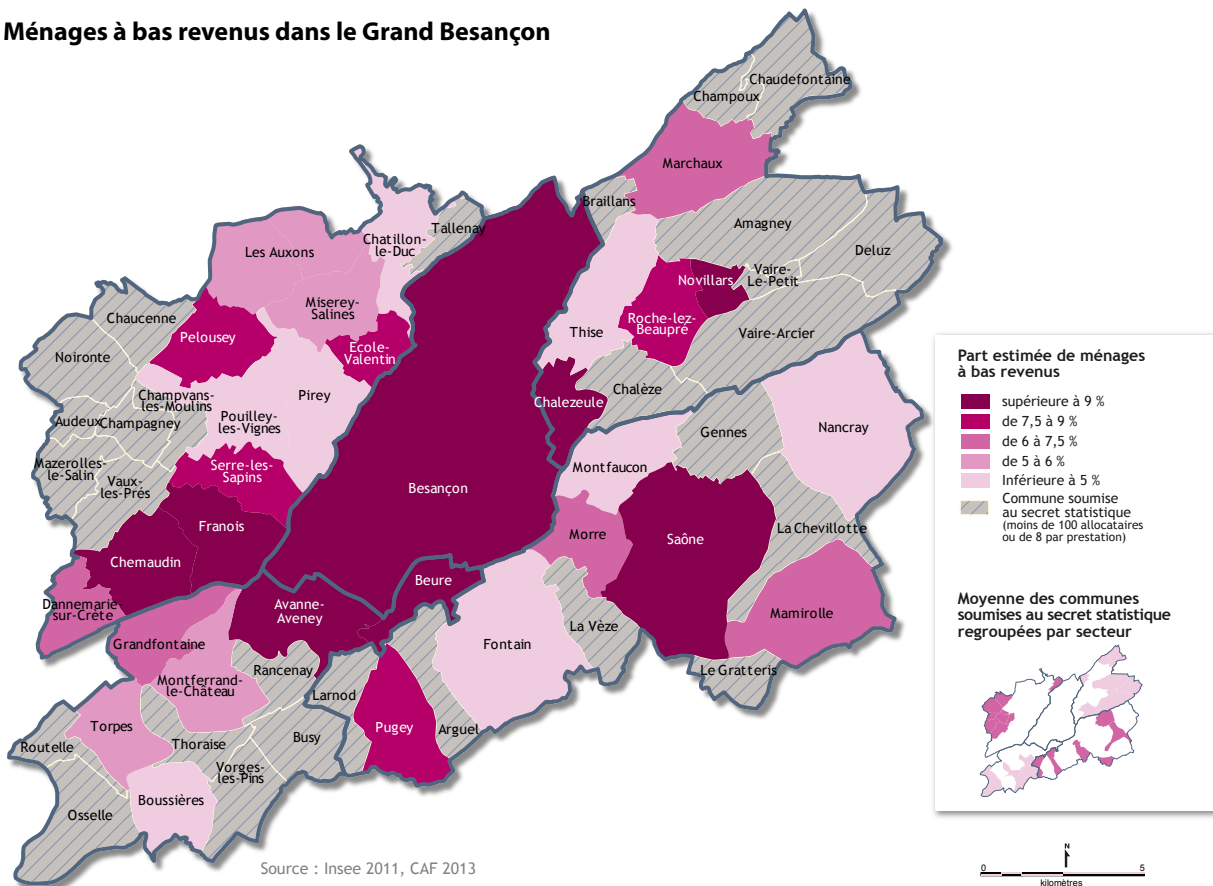 Ménages à bas revenus dans le Grand Besançon
Chaudefontaine
Champoux
Marchaux
Braillans
Tallenay
Chatillon-
le-Duc
Les Auxons
Amagney
Deluz
Vaire-
Le-Petit
Novillars
Miserey-
Salines
Chaucenne
Pelousey
Ecole-
Valentin
Thise
Roche-lez-
Beaupré
Vaire-Arcier
Noironte
Champvans-
les-Moulins
Pirey
Pouilley-
les-Vignes
Chalezeule
Chalèze
Audeux
Champagney
Gennes
Nancray
Mazerolles-
le-Salin
Vaux-
les-Prés
Serre-les-
Sapins
Besançon
Montfaucon
Franois
La Chevillotte
Morre
Saône
Chemaudin
Beure
Dannemarie-
sur-Crète
Avanne-
Aveney
Mamirolle
La Vèze
Grandfontaine
Fontain
Rancenay
Le Gratteris
Montferrand-
le-Château
Larnod
Torpes
Pugey
Arguel
Busy
Thoraise
Routelle
Vorges-
les-Pins
Boussières
Osselle
Source : Insee 2011, CAF 2013
Part estimée de ménages
à bas revenus
supérieure à 9 %
de 7,5 à 9 %
de 6 à 7,5 %
de 5 à 6 %
Inférieure à 5 %
Commune soumise
au secret statistique
(moins de 100 allocataires
ou de 8 par prestation)
Moyenne des communes
soumises au secret statistique
regroupées par secteur
N
0 5
kilomètres